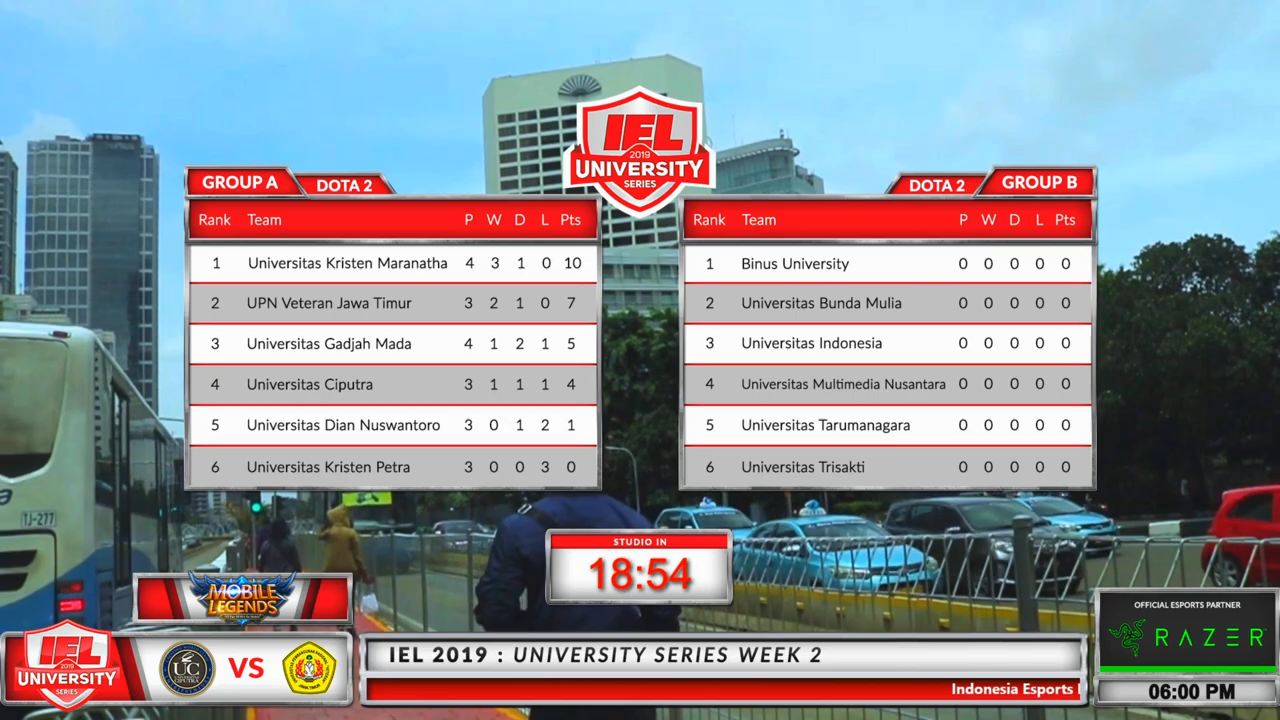 IEL
2019
UNIVERSITY
SERIES
GROUP A DOTA 2
Rank Team P W D L Pts
1 Universitas Kristen Maranatha 4 3 1 0 10
2 UPN Veteran Jawa Timur 3 2 1 0 7
3 Universitas Gadjah Mada 4 1 2 1 5
4 Universitas Ciputra 3 1 1 1 4
5 Universitas Dian Nuswantoro 3 0 1 2 1
6 Universitas Kristen Petra 3 0 0 3 0
DOTA 2 GROUP B
Rank Team P W D L Pts
1 Binus University 0 0 0 0 0
2 Universitas Bunda Mulia 0 0 0 0 0
3 Universitas Indonesia 0 0 0 0 0
4 Universitas Multimedia Nusantara 0 0 0 0 0
5 Universitas Tarumanagara 0 0 0 0 0
6 Universitas Trisakti 0 0 0 0 0
TJ-277
STUDIO IN
18:54
MOBILE
LEGENDS
IEL
2019
UNIVERSITY
SERIES
UC
VS
IEL 2019 : UNIVERSITY SERIES WEEK 2
Indonesia Esports
OFFICIAL ESPORTS PARTNER
RAZER
06:00 PM